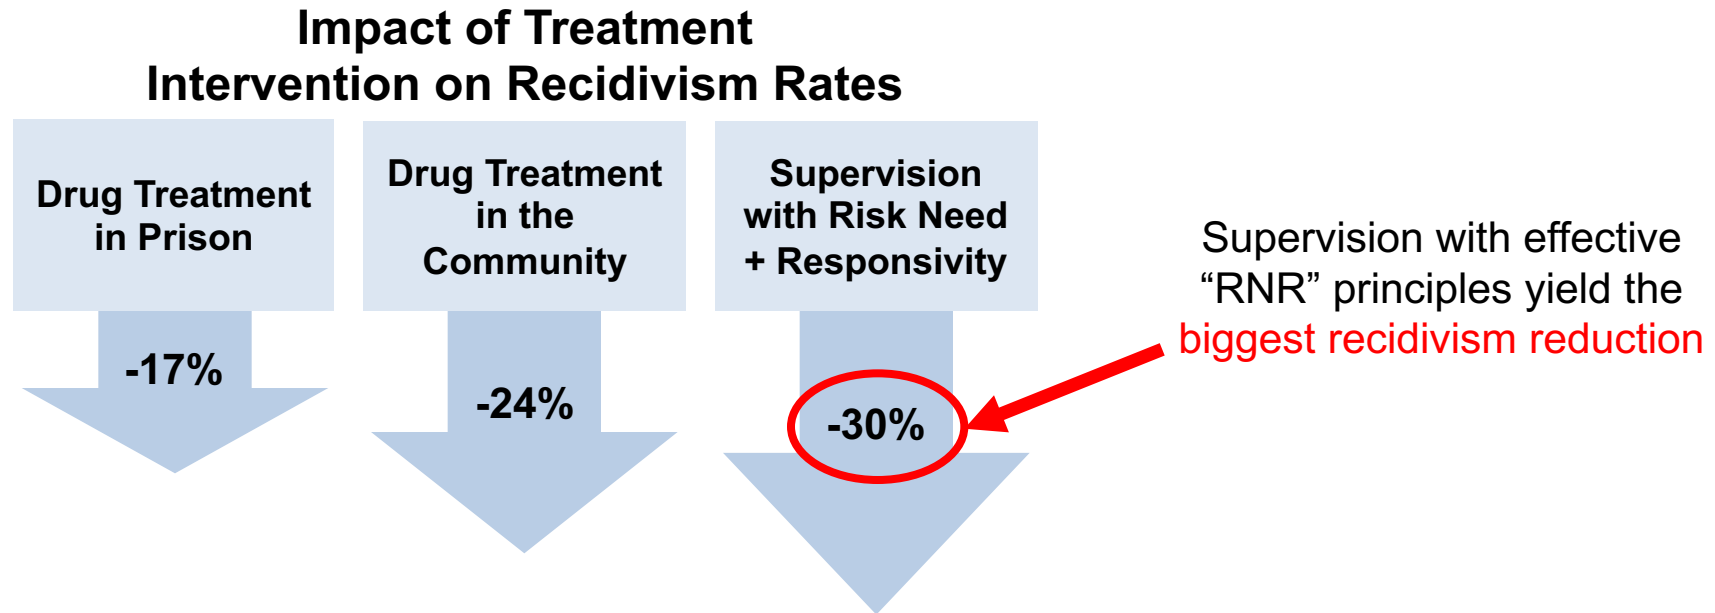 Impact of Treatment
Intervention on Recidivism Rates
Drug Treatment
in Prison
Drug Treatment
in the
Community
Supervision
with Risk Need
+ Responsivity
-17%
-24%
-30%
Supervision with effective
“RNR” principles yield the
biggest recidivism reduction